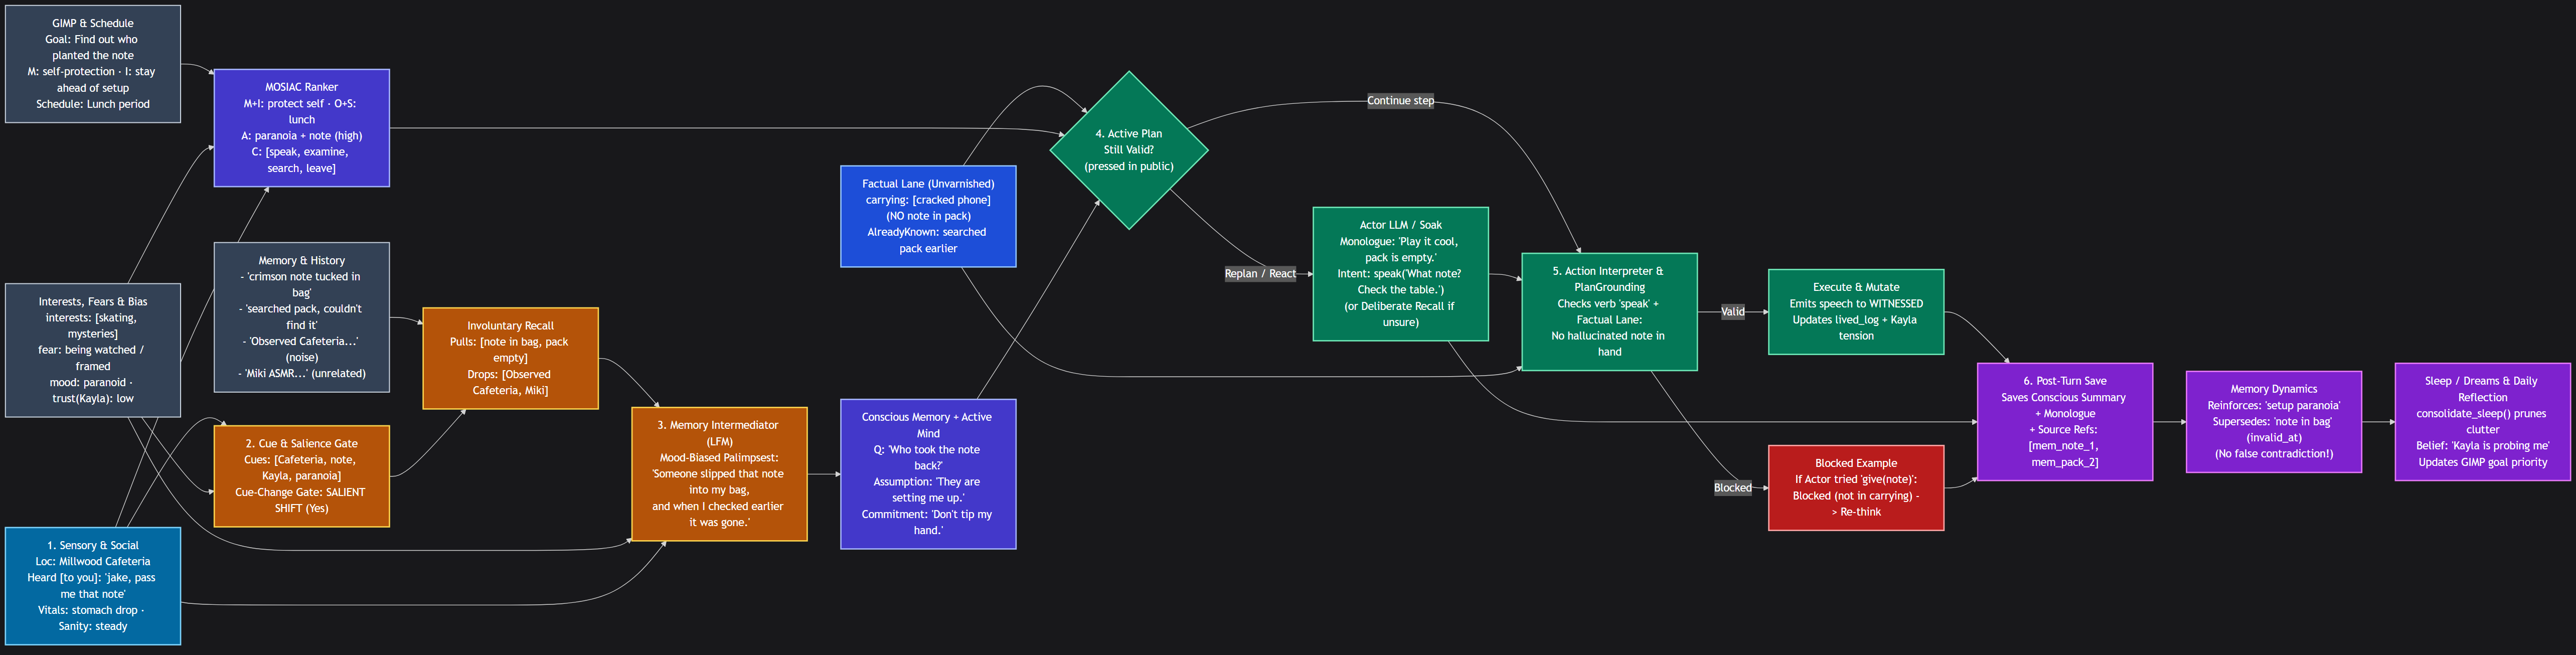 GIMP & Schedule
Goal: Find out who
planted the note
M: self-protection · I: stay
ahead of setup
Schedule: Lunch period
MOSIAC Ranker
M+I: protect self · O+S:
lunch
A: paranoia + note (high)
C: [speak, examine,
search, leave]
Interests, Fears & Bias
interests: [skating,
mysteries]
fear: being watched /
framed
mood: paranoid ·
trust(Kayla): low
Memory & History
- 'crimson note tucked in
bag'
- 'searched pack, couldn't
find it'
- 'Observed Cafeteria...'
(noise)
- 'Miki ASMR...' (unrelated)
1. Sensory & Social
Loc: Millwood Cafeteria
Heard [to you]: 'jake, pass
me that note'
Vitals: stomach drop ·
Sanity: steady
2. Cue & Salience Gate
Cues: [Cafeteria, note,
Kayla, paranoia]
Cue-Change Gate: SALIENT
SHIFT (Yes)
Involuntary Recall
Pulls: [note in bag, pack
empty]
Drops: [Observed
Cafeteria, Miki]
3. Memory Intermediator
(LFM)
Mood-Biased Palimpsest:
'Someone slipped that note
into my bag,
and when I checked earlier
it was gone.'
Factual Lane (Unvarnished)
carrying: [cracked phone]
(NO note in pack)
AlreadyKnown: searched
pack earlier
Conscious Memory + Active
Mind
Q: 'Who took the note
back?'
Assumption: 'They are
setting me up.'
Commitment: 'Don't tip my
hand.'
4. Active Plan
Still Valid?
(pressed in public)
Continue step
Replan / React
Actor LLM / Soak
Monologue: 'Play it cool,
pack is empty.'
Intent: speak('What note?
Check the table.')
(or Deliberate Recall if
unsure)
5. Action Interpreter &
PlanGrounding
Checks verb 'speak' +
Factual Lane:
No hallucinated note in
hand
Valid
Blocked
Execute & Mutate
Emits speech to WITNESSED
Updates lived_log + Kayla
tension
Blocked Example
If Actor tried 'give(note)':
Blocked (not in carrying) -
> Re-think
6. Post-Turn Save
Saves Conscious Summary
+ Monologue
+ Source Refs:
[mem_note_1,
mem_pack_2]
Memory Dynamics
Reinforces: 'setup paranoia'
Supersedes: 'note in bag'
(invalid_at)
(No false contradiction!)
Sleep / Dreams & Daily
Reflection
consolidate_sleep() prunes
clutter
Belief: 'Kayla is probing me'
Updates GIMP goal priority